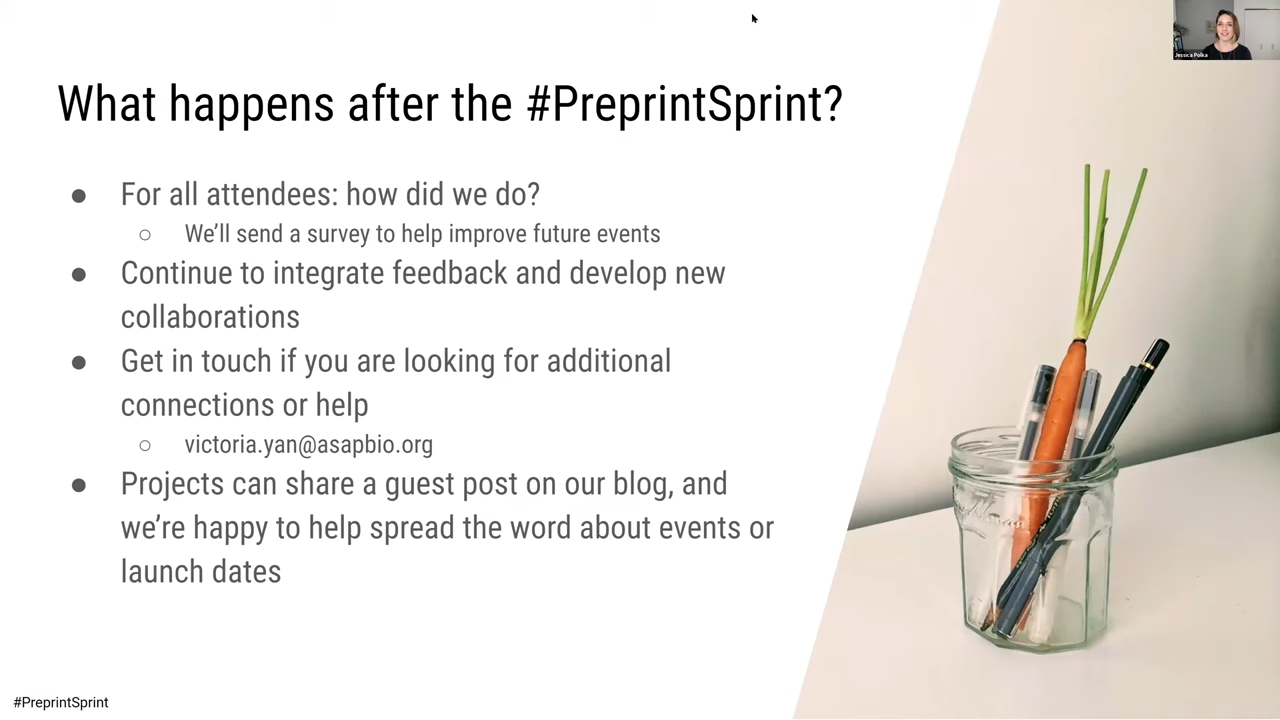 Jessica Polka
What happens after the #PreprintSprint?
● For all attendees: how did we do?
○ We’ll send a survey to help improve future events
● Continue to integrate feedback and develop new
collaborations
● Get in touch if you are looking for additional
connections or help
○ victoria.yan@asapbio.org
● Projects can share a guest post on our blog, and
we’re happy to help spread the word about events or
launch dates
#PreprintSprint